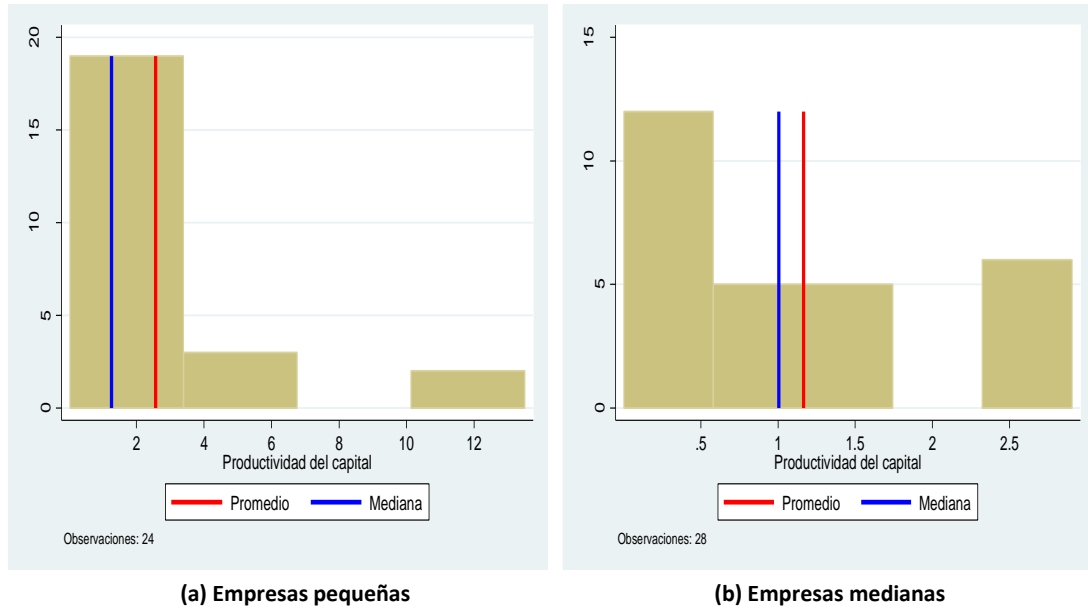 20
15
10
5
0
2 4 6 8 10 12
Productividad del capital
Promedio Mediana
Observaciones: 24
(a) Empresas pequeñas
15
10
5
0
.5 1 1.5 2 2.5
Productividad del capital
Promedio Mediana
Observaciones: 28
(b) Empresas medianas